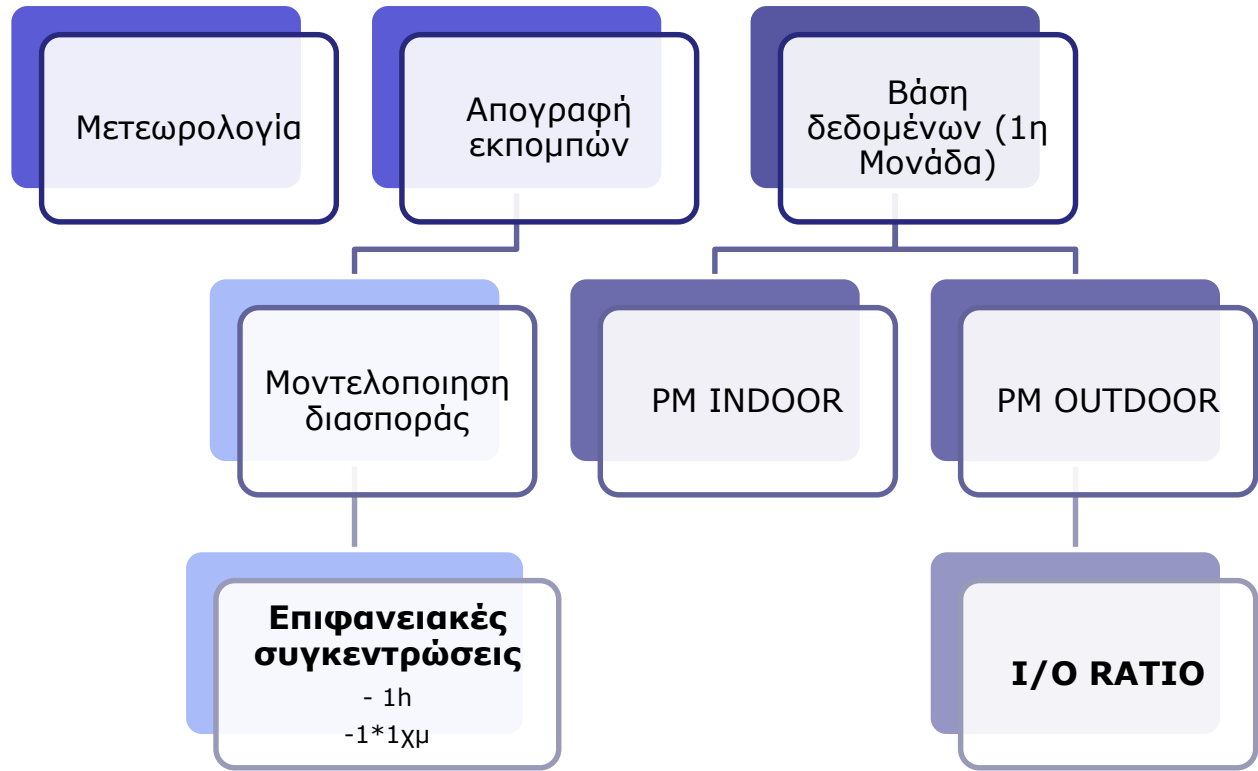 Μετεωρολογία
Απογραφή
εκπομπών
Βάση
δεδομένων (1η
Μονάδα)
Μοντελοποιηση
διασποράς
PM INDOOR
PM OUTDOOR
Επιφανειακές
συγκεντρώσεις
- 1h
-1*1χμ
I/O RATIO